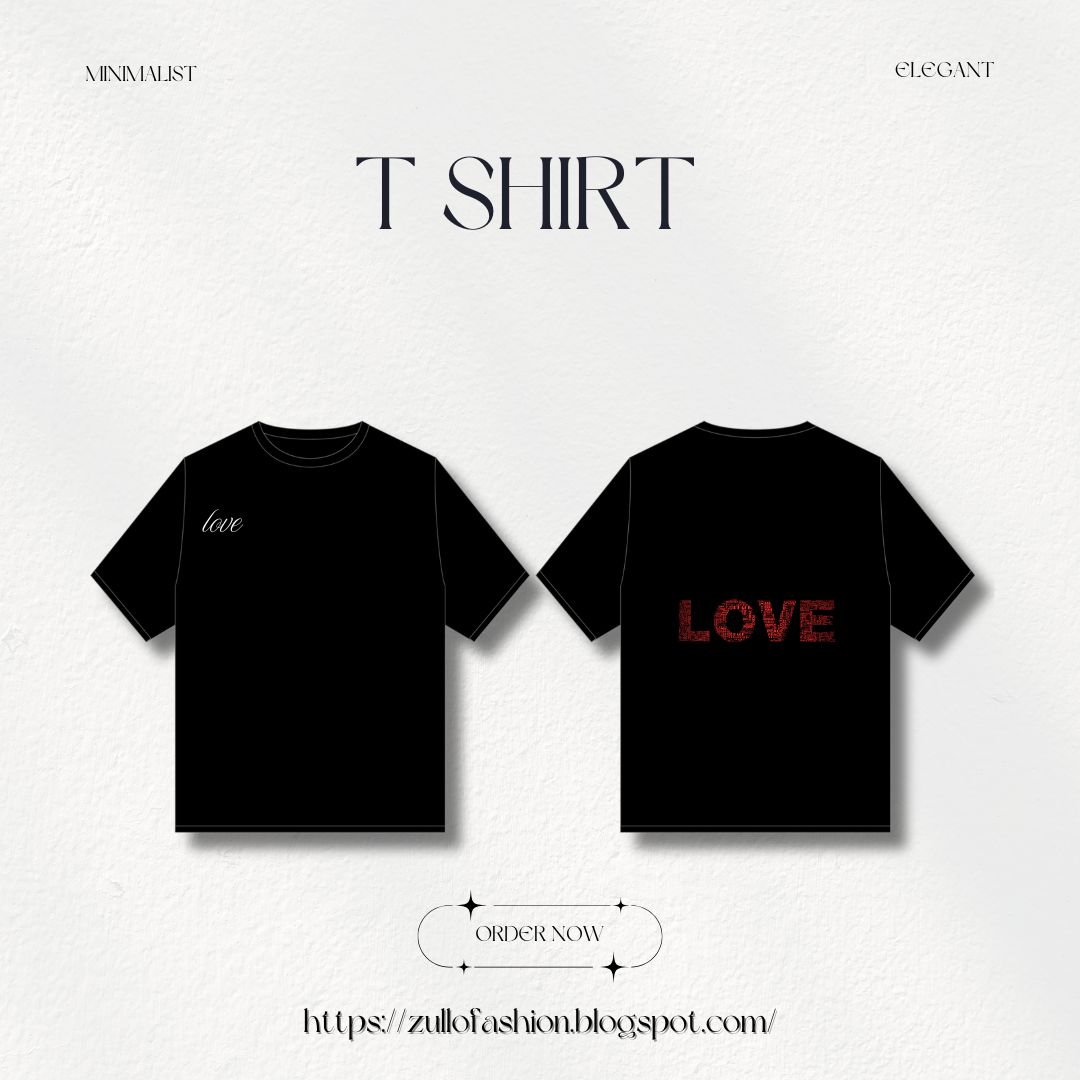 MINIMALIST
ELEGANT
T SHIRT
love
LOVE
ORDER NOW
https://zullofashion.blogspot.com/